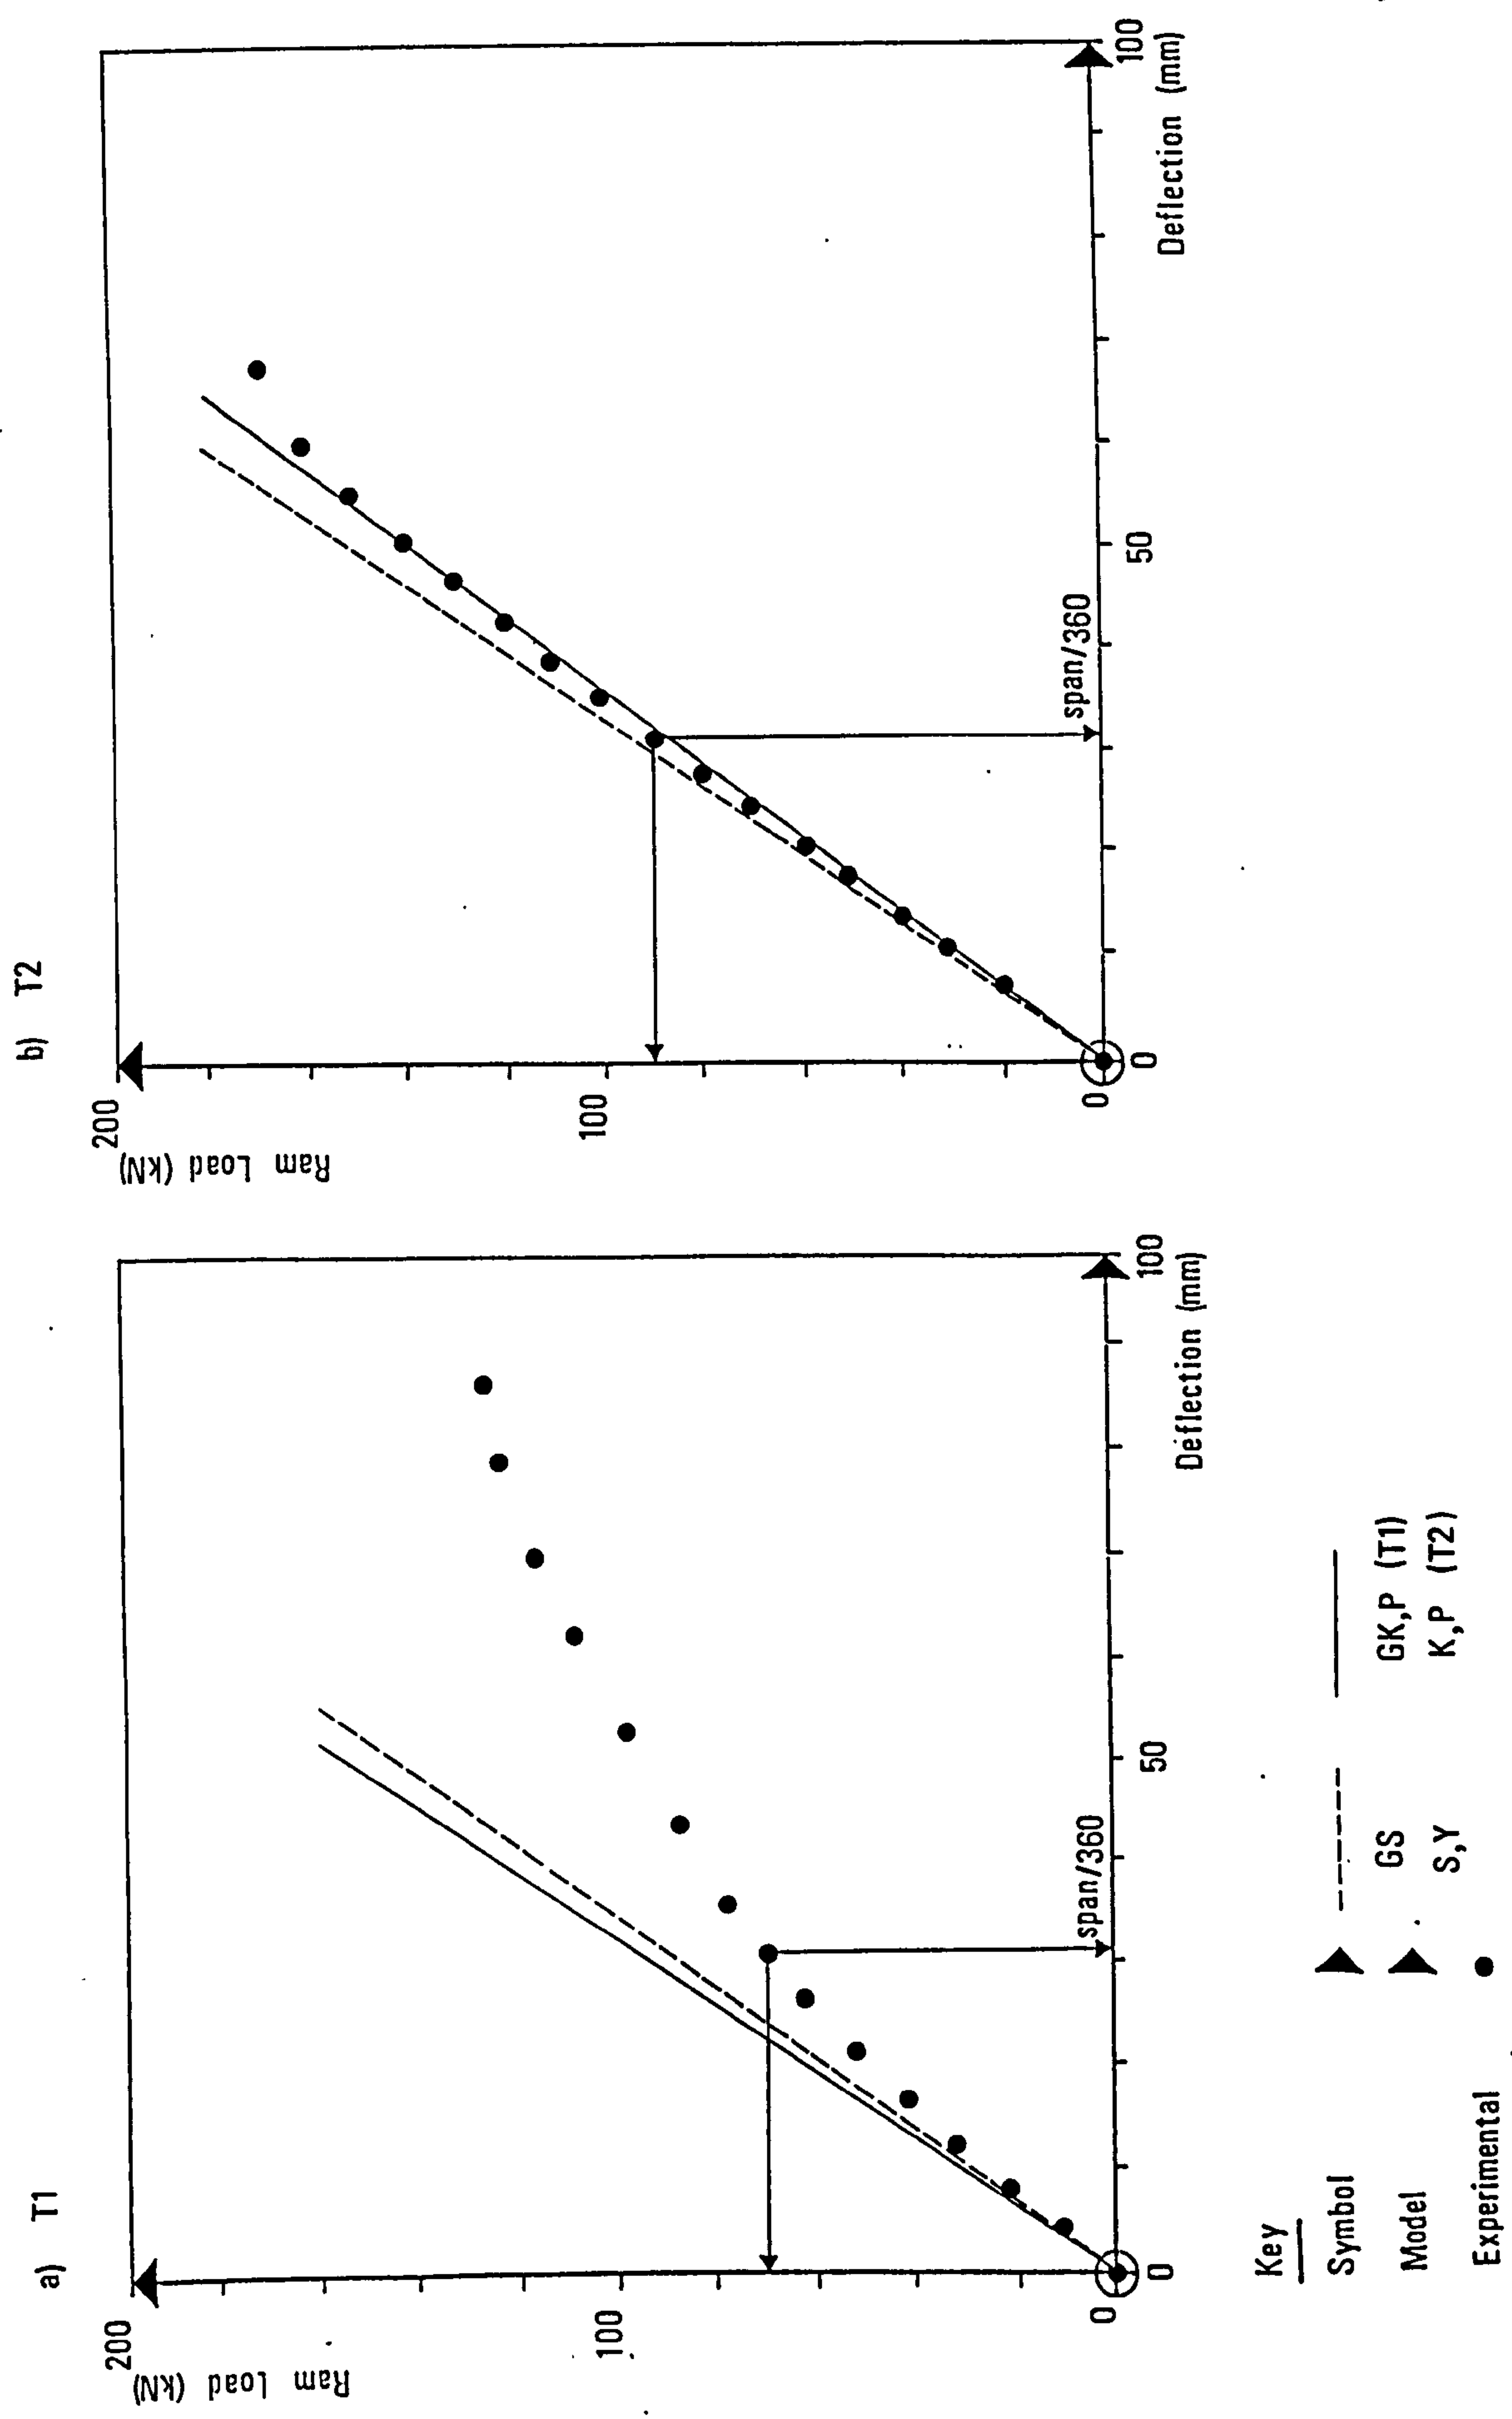 a) T1
Ram Load (kN)
200
100
0
0
50
100
span/360
Deflection (mm)
b) T2
Ram Load (kN)
200
100
0
0
50
100
span/360
Deflection (mm)
Key
Symbol
Model GS GK,P (T1)
S,Y K,P (T2)
Experimental